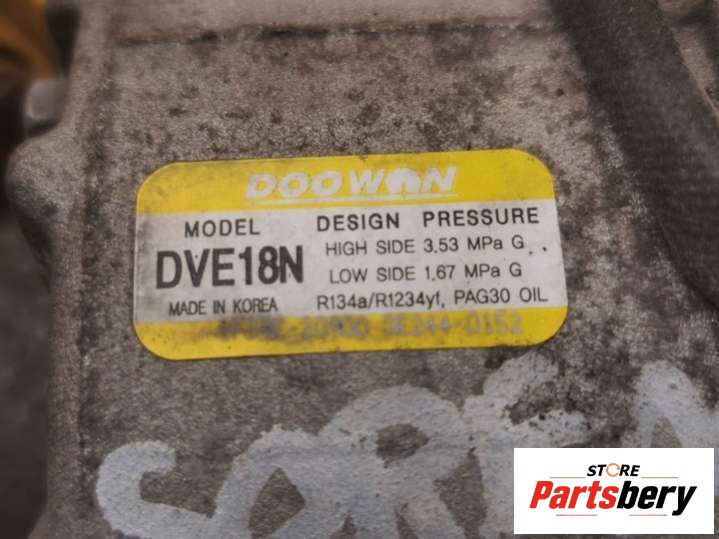 DOOWON
MODEL
DVE18N
MADE IN KOREA
DESIGN PRESSURE
HIGH SIDE 3.53 MPa G
LOW SIDE 1.67 MPa G
R134a/R1234yf, PAG30 OIL
STORE
Partsbery